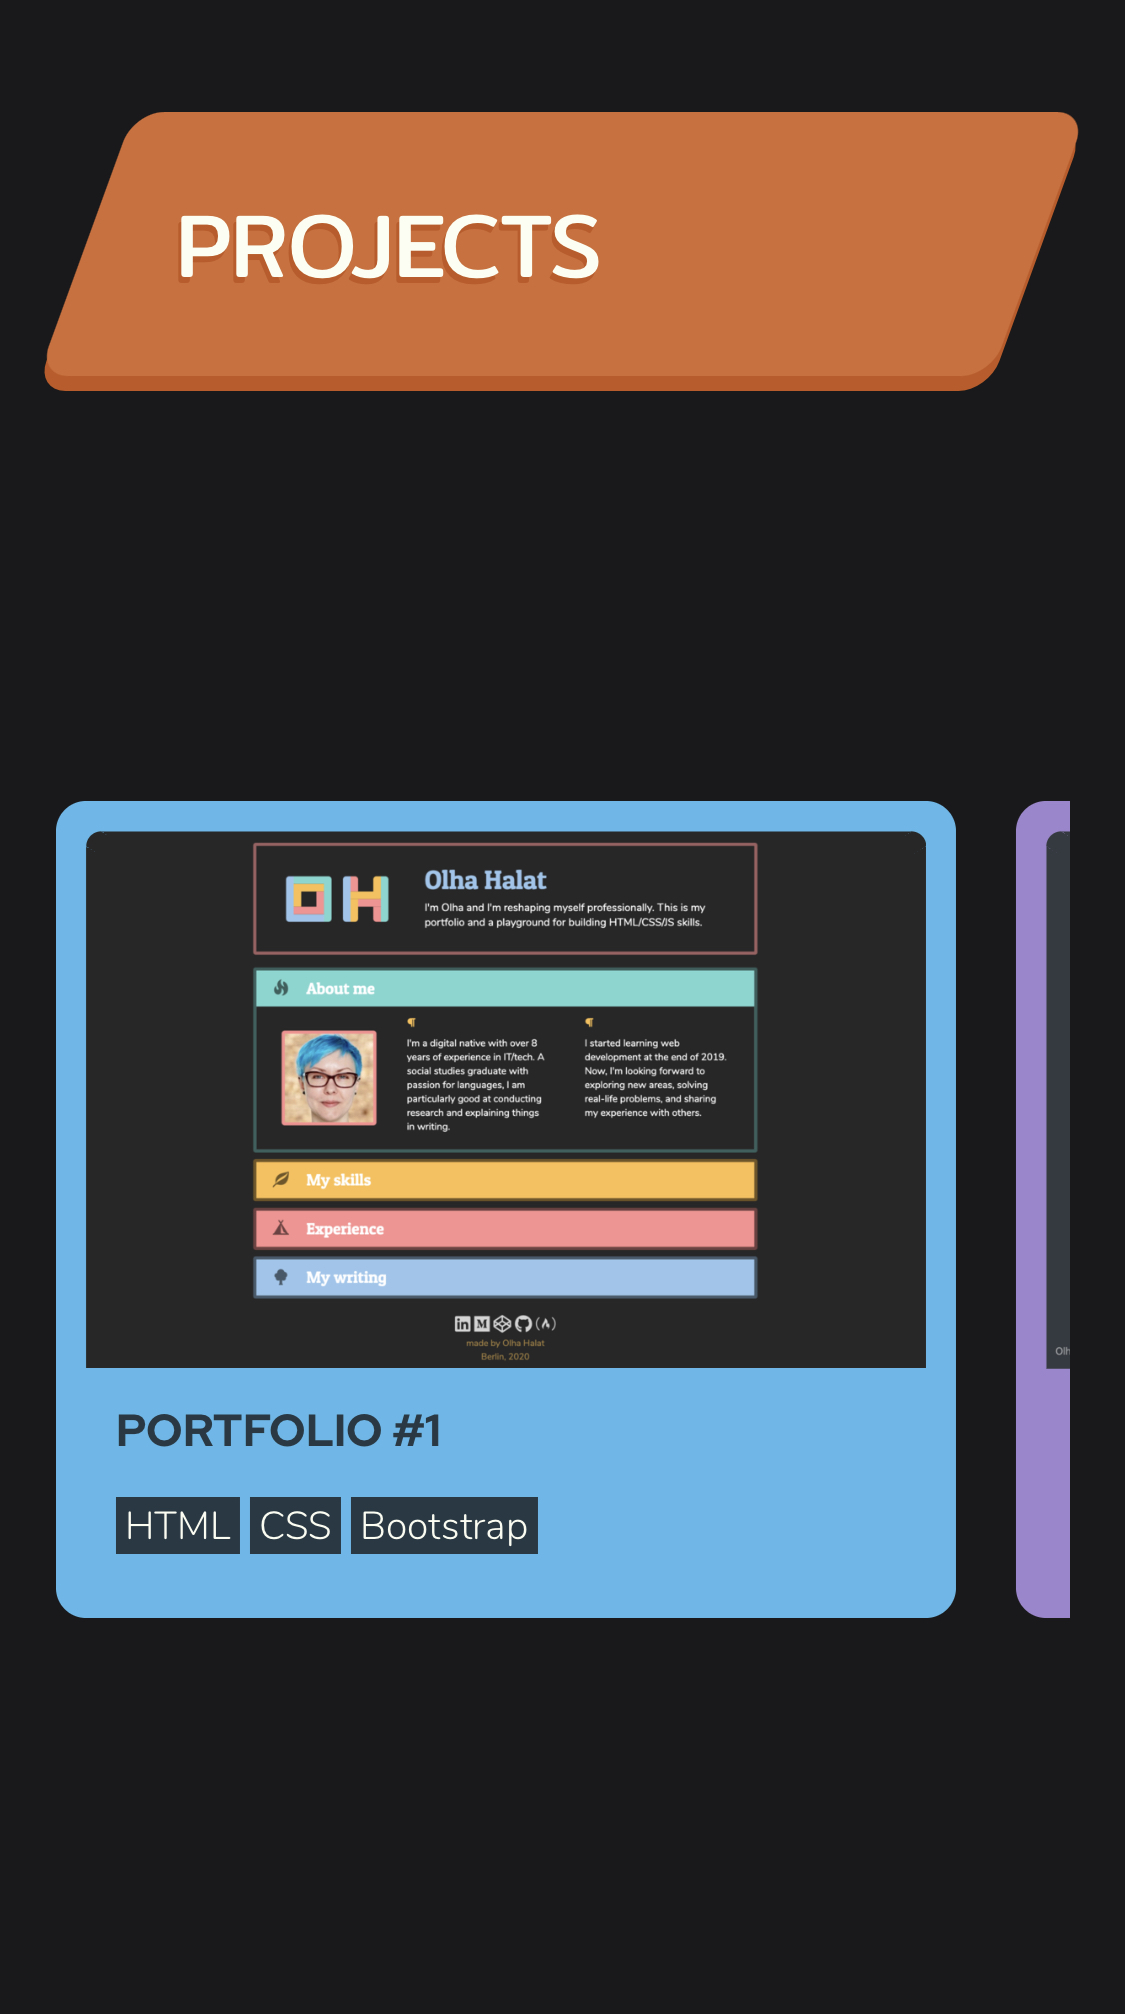 PROJECTS
OH
Olha Halat
I'm Olha and I'm reshaping myself professionally. This is my
portfolio and a playground for building HTML/CSS/JS skills.
About me
¶
I'm a digital native with over 8
years of experience in IT/tech. A
social studies graduate with
passion for languages, I am
particularly good at conducting
research and explaining things
in writing.
¶
I started learning web
development at the end of 2019.
Now, I'm looking forward to
exploring new areas, solving
real-life problems, and sharing
my experience with others.
My skills
Experience
My writing
made by Olha Halat
Berlin, 2020
Olh
PORTFOLIO #1
HTML CSS Bootstrap